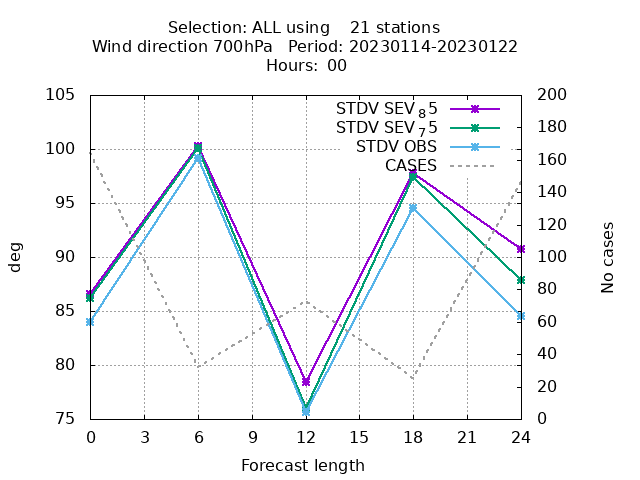 Selection: ALL using    21 stations
Wind direction 700hPa   Period: 20230114-20230122
Hours: 00
STDV SEV 8 5
STDV SEV 7 5
STDV OBS
CASES
105
100
95
90
85
80
75
deg
200
180
160
140
120
100
80
60
40
20
0
No cases
0 3 6 9 12 15 18 21 24
Forecast length